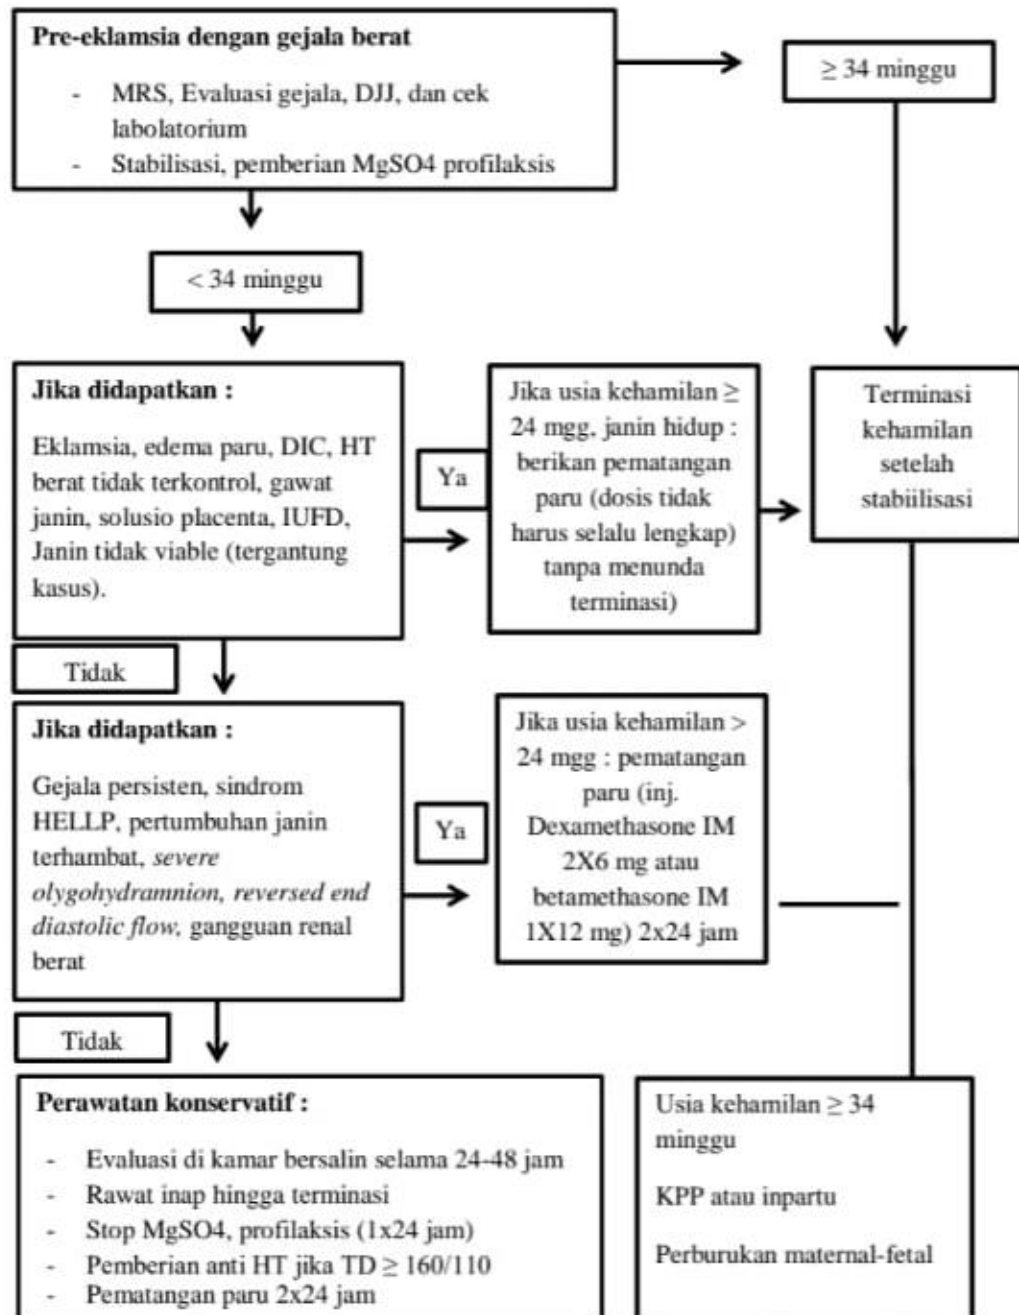 Pre-eklamsia dengan gejala berat
- MRS, Evaluasi gejala, DJJ, dan cek
labolatorium
- Stabilisasi, pemberian MgSO4 profilaksis
≥ 34 minggu
< 34 minggu
Jika didapatkan :
Eklamsia, edema paru, DIC, HT
berat tidak terkontrol, gawat
janin, solusio placenta, IUFD,
Janin tidak viable (tergantung
kasus).
Ya
Jika usia kehamilan ≥
24 mgg, janin hidup :
berikan pematangan
paru (dosis tidak
harus selalu lengkap)
tanpa menunda
terminasi)
Terminasi
kehamilan
setelah
stabiilisasi
Tidak
Jika didapatkan :
Gejala persisten, sindrom
HELLP, pertumbuhan janin
terhambat, severe
olygohydramnion, reversed end
diastolic flow, gangguan renal
berat
Ya
Jika usia kehamilan >
24 mgg : pematangan
paru (inj.
Dexamethasone IM
2X6 mg atau
betamethasone IM
1X12 mg) 2x24 jam
Tidak
Perawatan konservatif :
- Evaluasi di kamar bersalin selama 24-48 jam
- Rawat inap hingga terminasi
- Stop MgSO4, profilaksis (1x24 jam)
- Pemberian anti HT jika TD ≥ 160/110
- Pematangan paru 2x24 jam
Usia kehamilan ≥ 34
minggu
KPP atau inpartu
Perburukan maternal-fetal